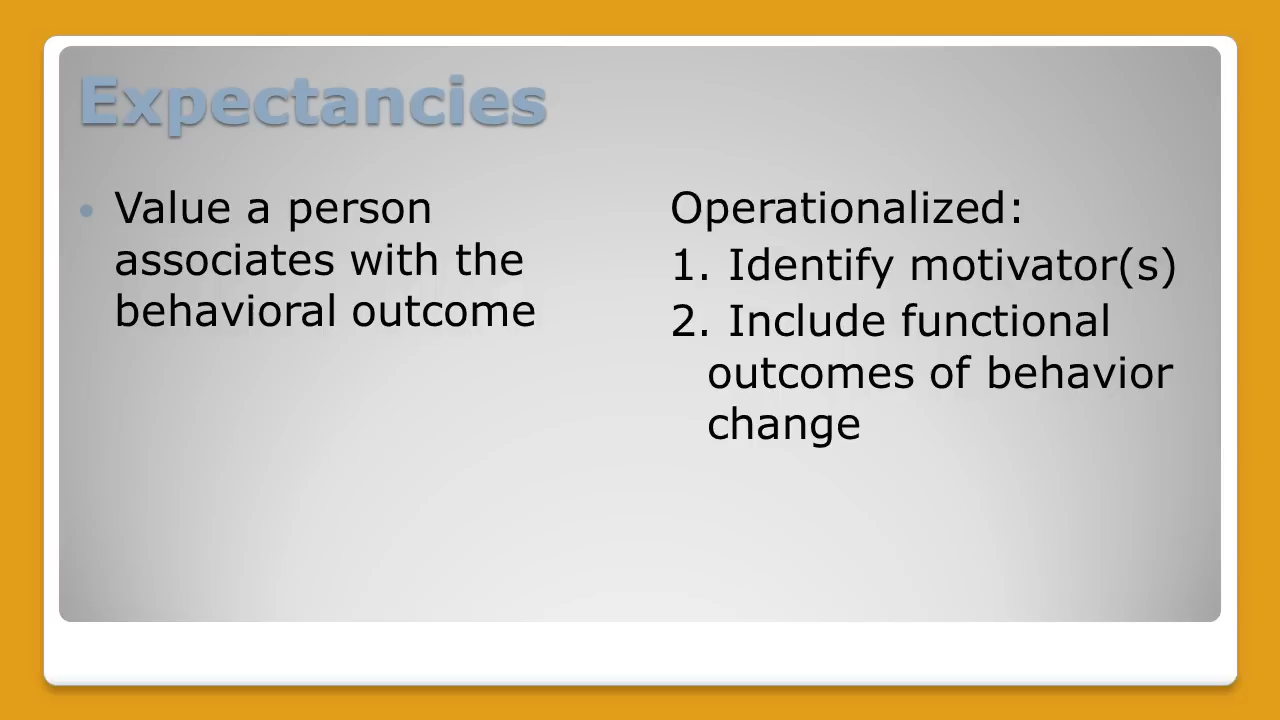 Expectancies
• Value a person
associates with the
behavioral outcome
Operationalized:
1. Identify motivator(s)
2. Include functional
outcomes of behavior
change